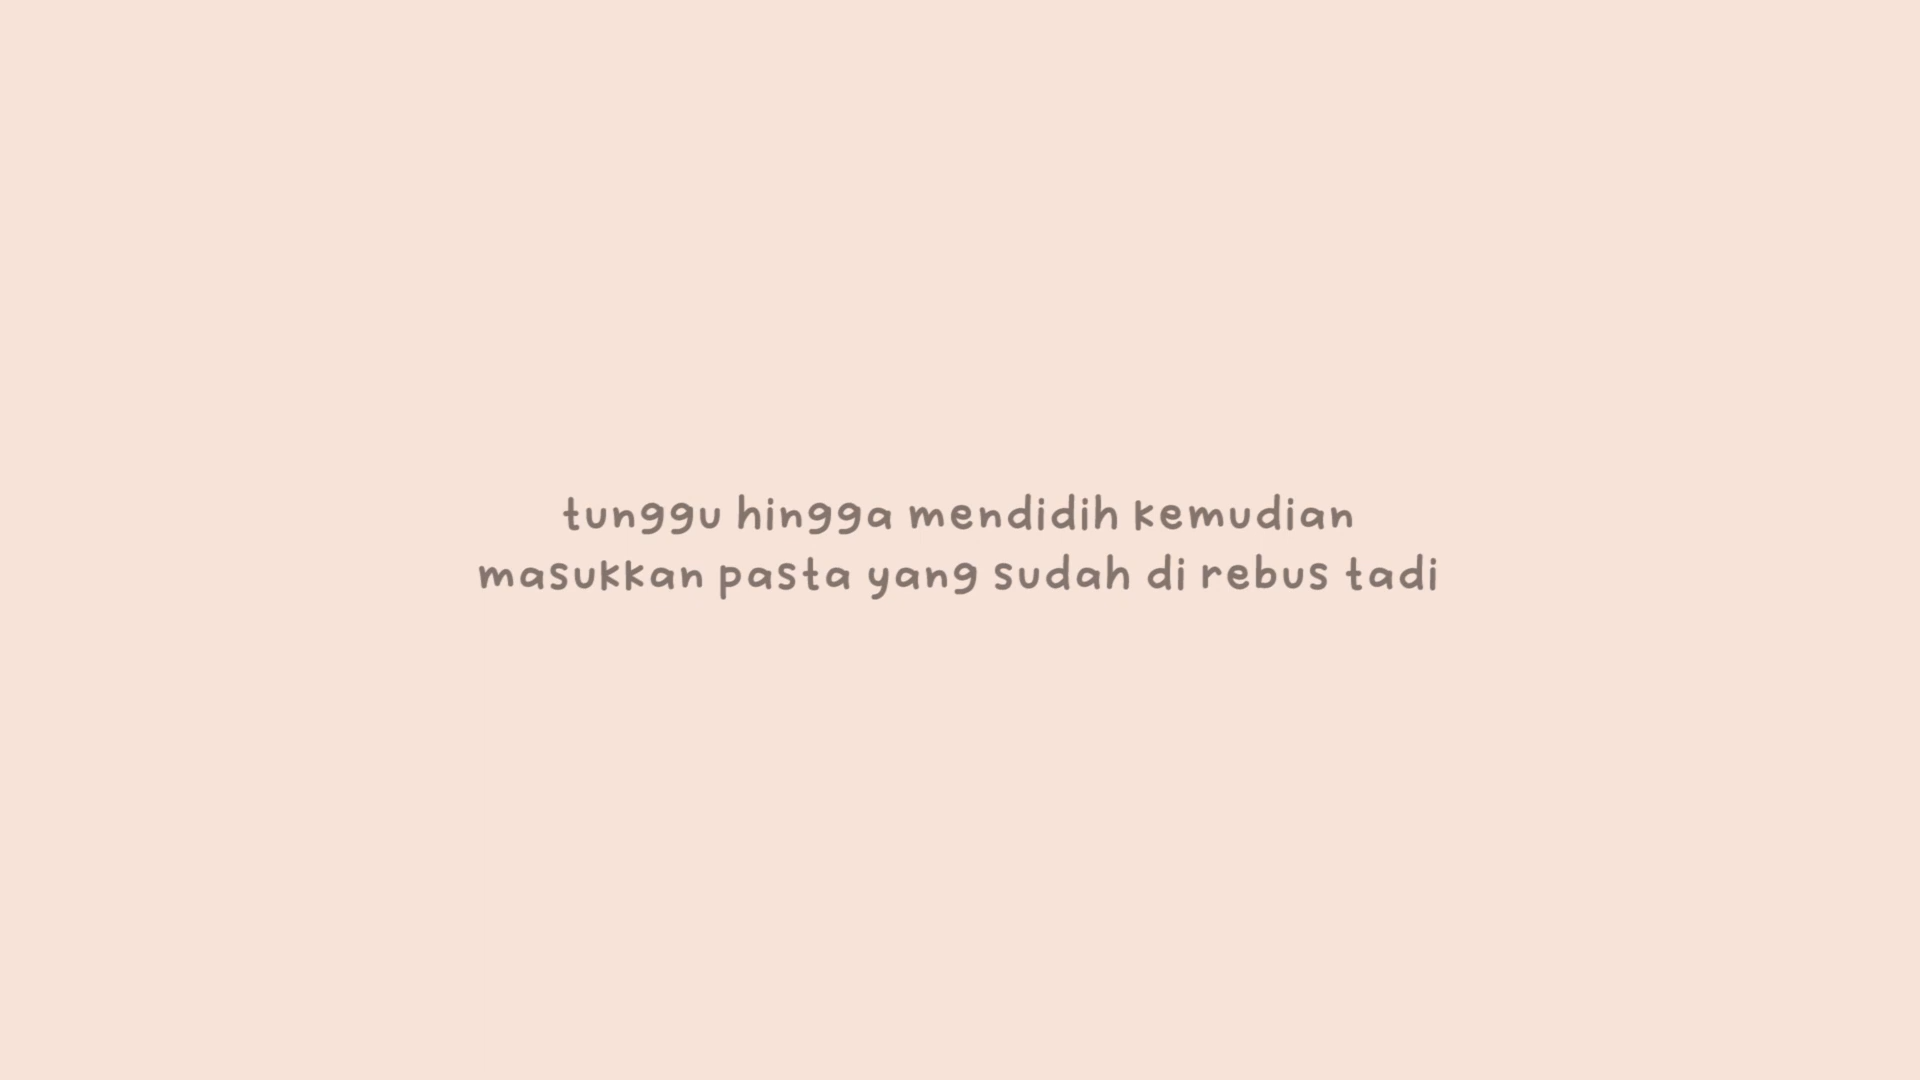 tunggu hingga mendidih kemudian
masukkan pasta yang sudah di rebus tadi